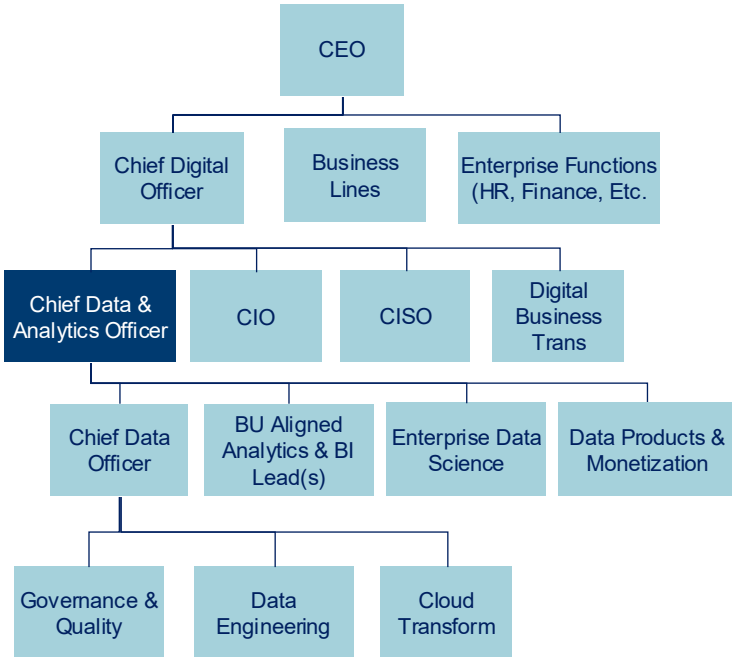 CEO
Chief Digital
Officer
Business
Lines
Enterprise Functions
(HR, Finance, Etc.
Chief Data &
Analytics Officer
CIO
CISO
Digital
Business
Trans
Chief Data
Officer
BU Aligned
Analytics & BI
Lead(s)
Enterprise Data
Science
Data Products &
Monetization
Governance &
Quality
Data
Engineering
Cloud
Transform